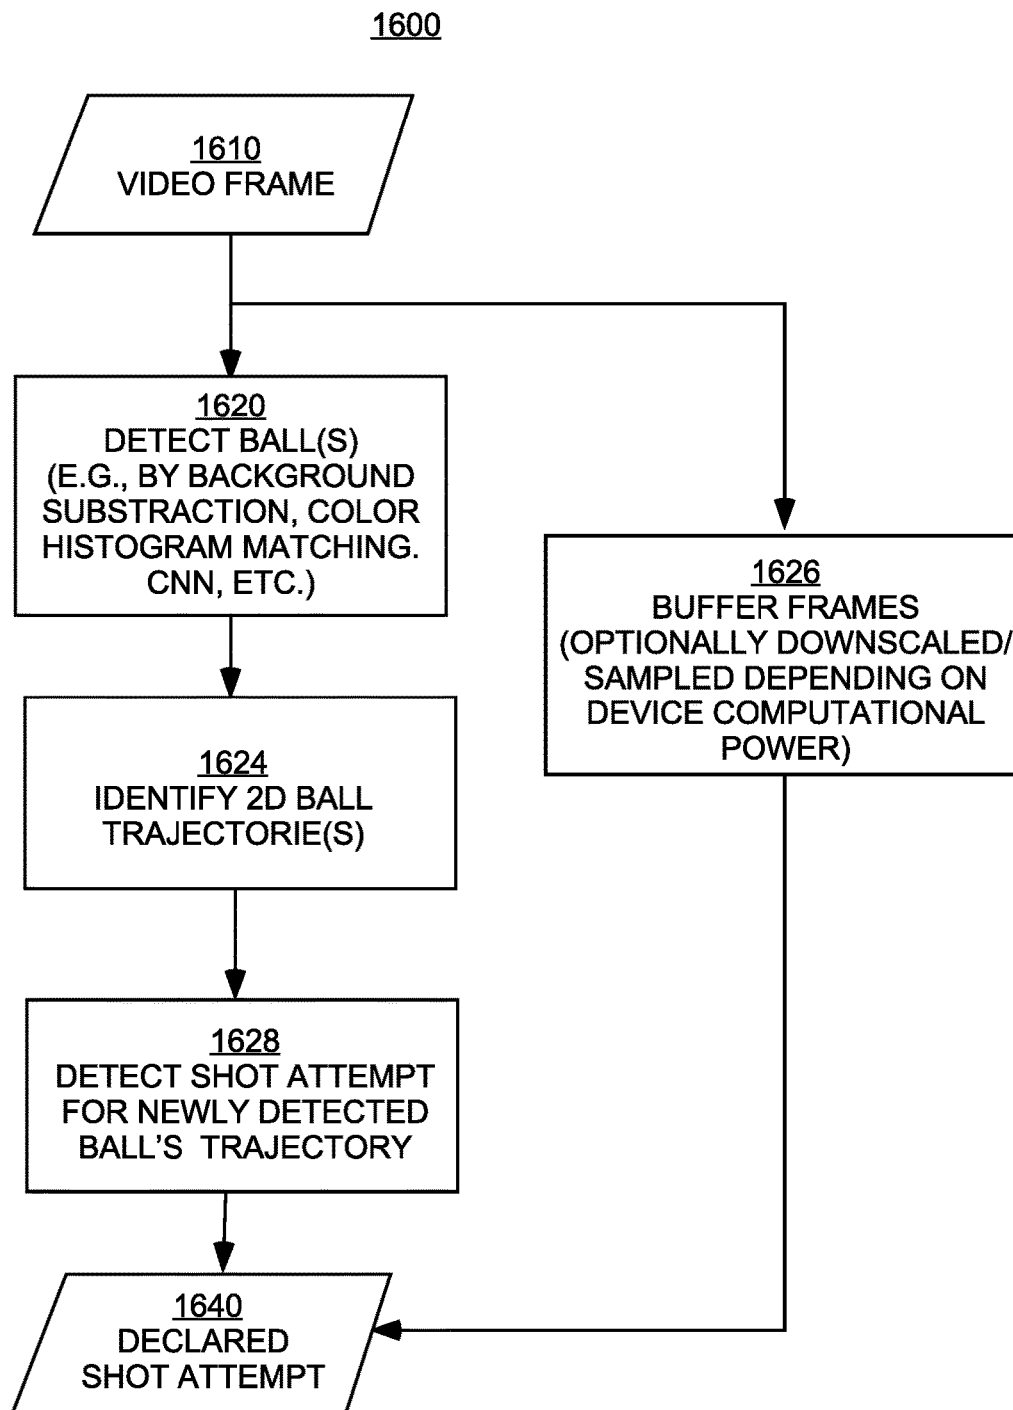 1600
1610
VIDEO FRAME
1620
DETECT BALL(S)
(E.G., BY BACKGROUND
SUBSTRACTION, COLOR
HISTOGRAM MATCHING.
CNN, ETC.)
1626
BUFFER FRAMES
(OPTIONALLY DOWNSCALED/
SAMPLED DEPENDING ON
DEVICE COMPUTATIONAL
POWER)
1624
IDENTIFY 2D BALL
TRAJECTORIE(S)
1628
DETECT SHOT ATTEMPT
FOR NEWLY DETECTED
BALL'S TRAJECTORY
1640
DECLARED
SHOT ATTEMPT